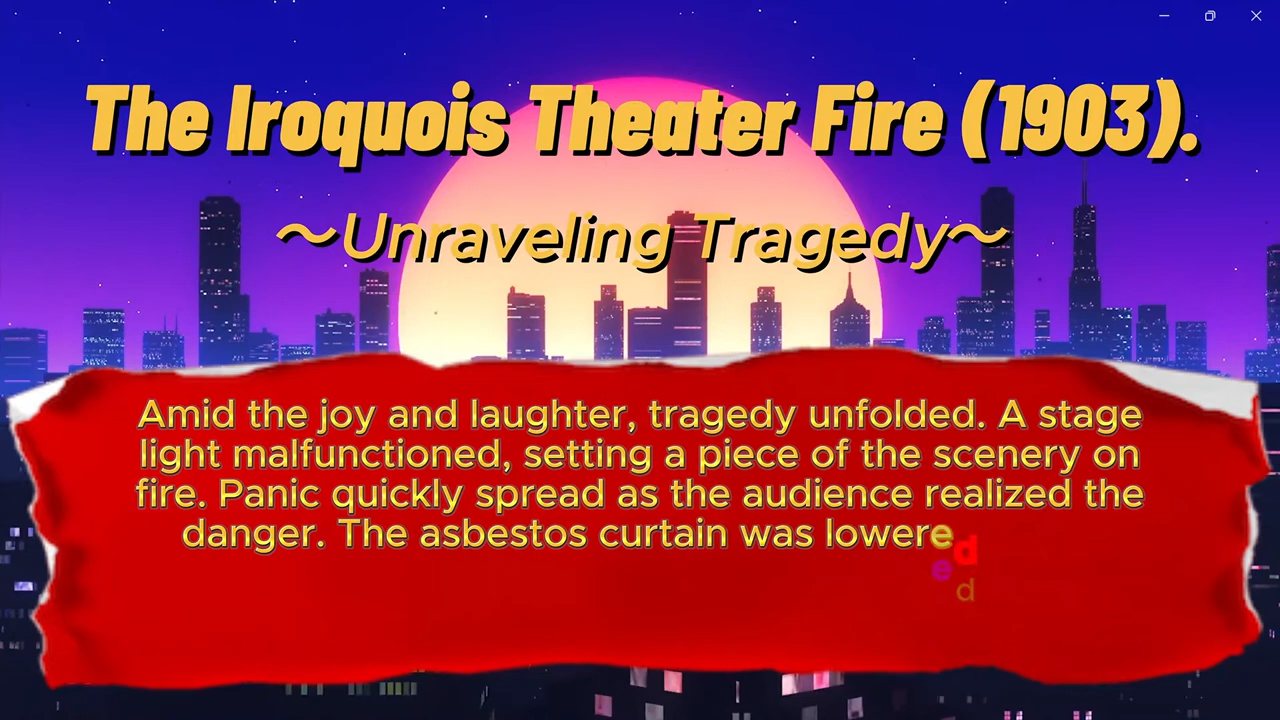 The Iroquois Theater Fire (1903).
～Unraveling Tragedy～
Amid the joy and laughter, tragedy unfolded. A stage
light malfunctioned, setting a piece of the scenery on
fire. Panic quickly spread as the audience realized the
danger. The asbestos curtain was lowered